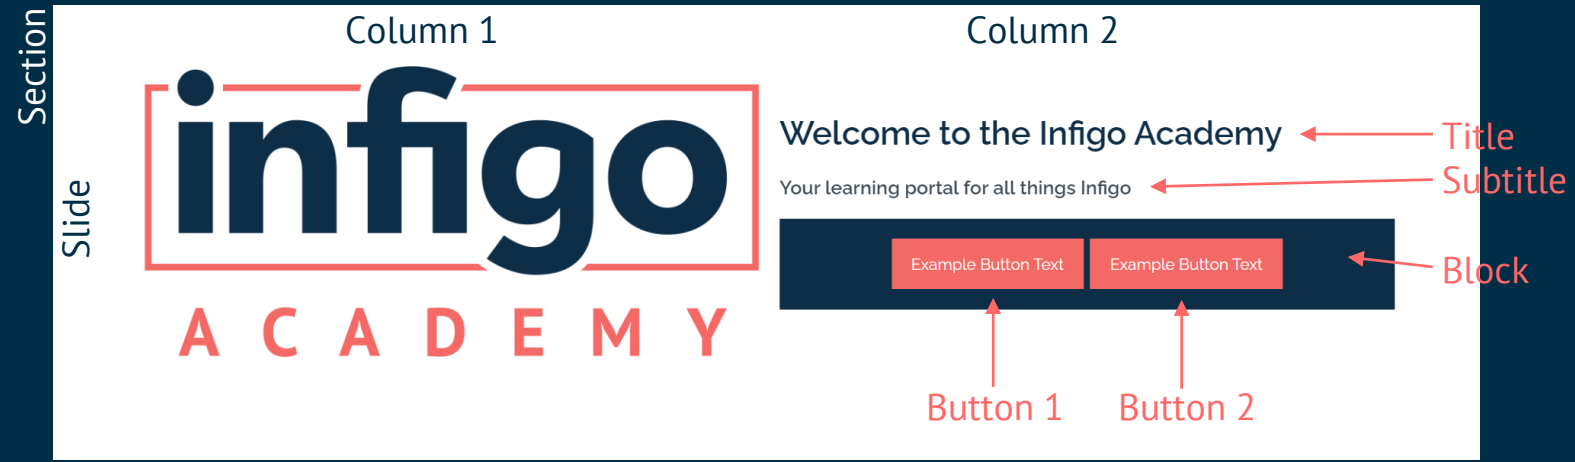 Section
Slide
Column 1
infigo
ACADEMY
Column 2
Welcome to the Infigo Academy
Title
Your learning portal for all things Infigo
Subtitle
Example Button Text
Example Button Text
Block
Button 1
Button 2